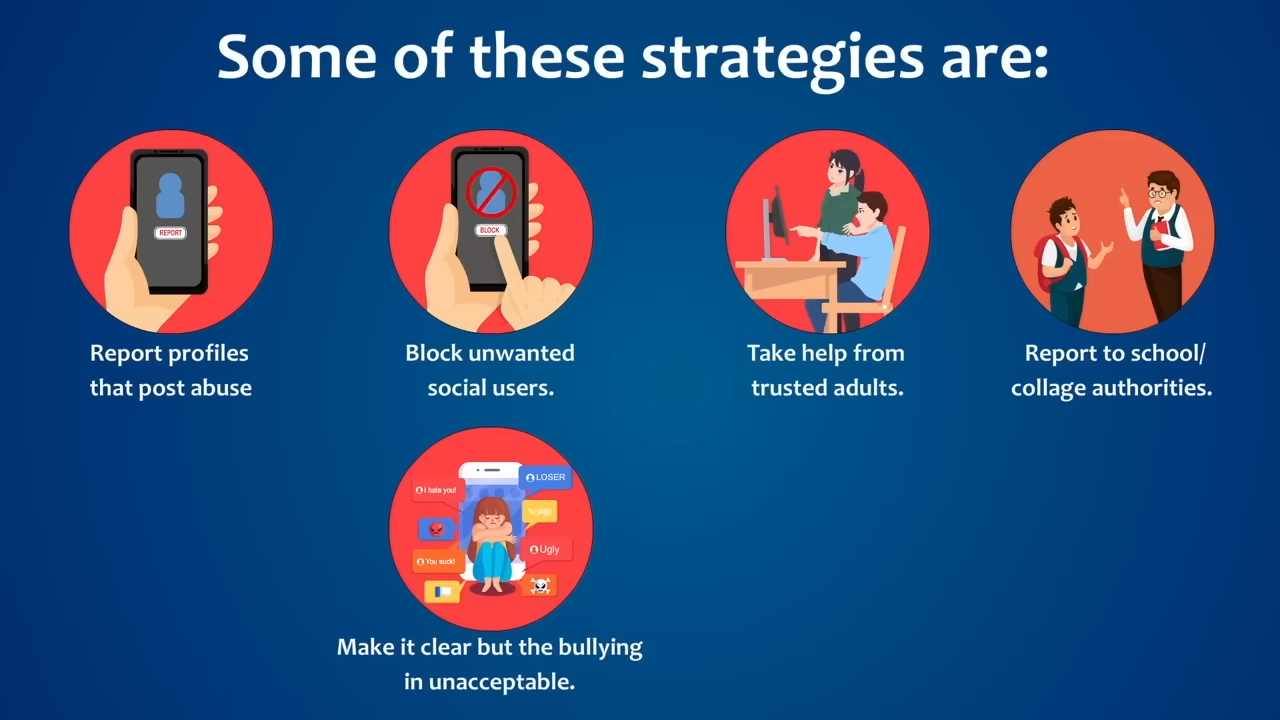 Some of these strategies are:
REPORT
BLOCK
Report profiles
that post abuse
Block unwanted
social users.
Take help from
trusted adults.
Report to school/
collage authorities.
I hate you!
LOSER
Ugly
You suck!
Make it clear but the bullying
in unacceptable.